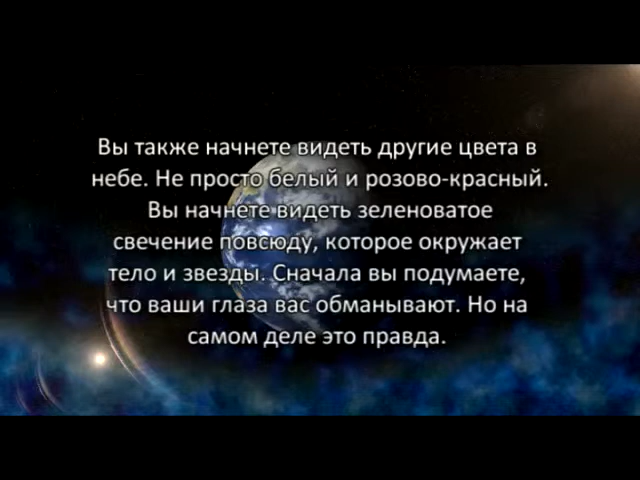 Вы также начнете видеть другие цвета в
небе. Не просто белый и розово-красный.
Вы начнете видеть зеленоватое
свечение повсюду, которое окружает
тело и звезды. Сначала вы подумаете,
что ваши глаза вас обманывают. Но на
самом деле это правда.